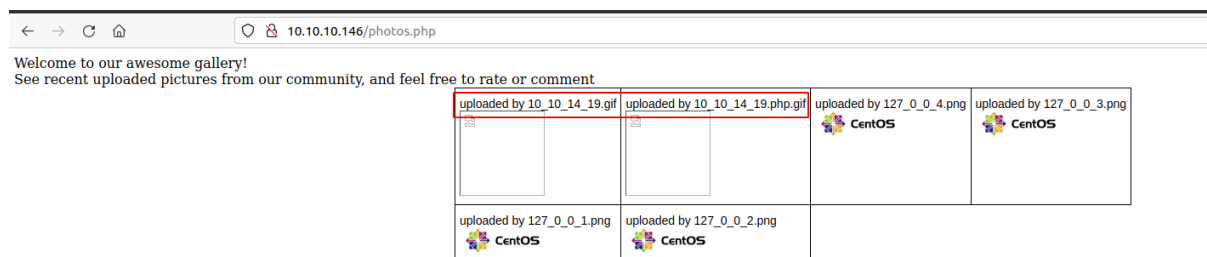 10.10.10.146/photos.php
Welcome to our awesome gallery!
See recent uploaded pictures from our community, and feel free to rate or comment
uploaded by 10_10_14_19.gif uploaded by 10_10_14_19.php.gif uploaded by 127_0_0_4.png uploaded by 127_0_0_3.png
CentOS CentOS
uploaded by 127_0_0_1.png uploaded by 127_0_0_2.png
CentOS CentOS